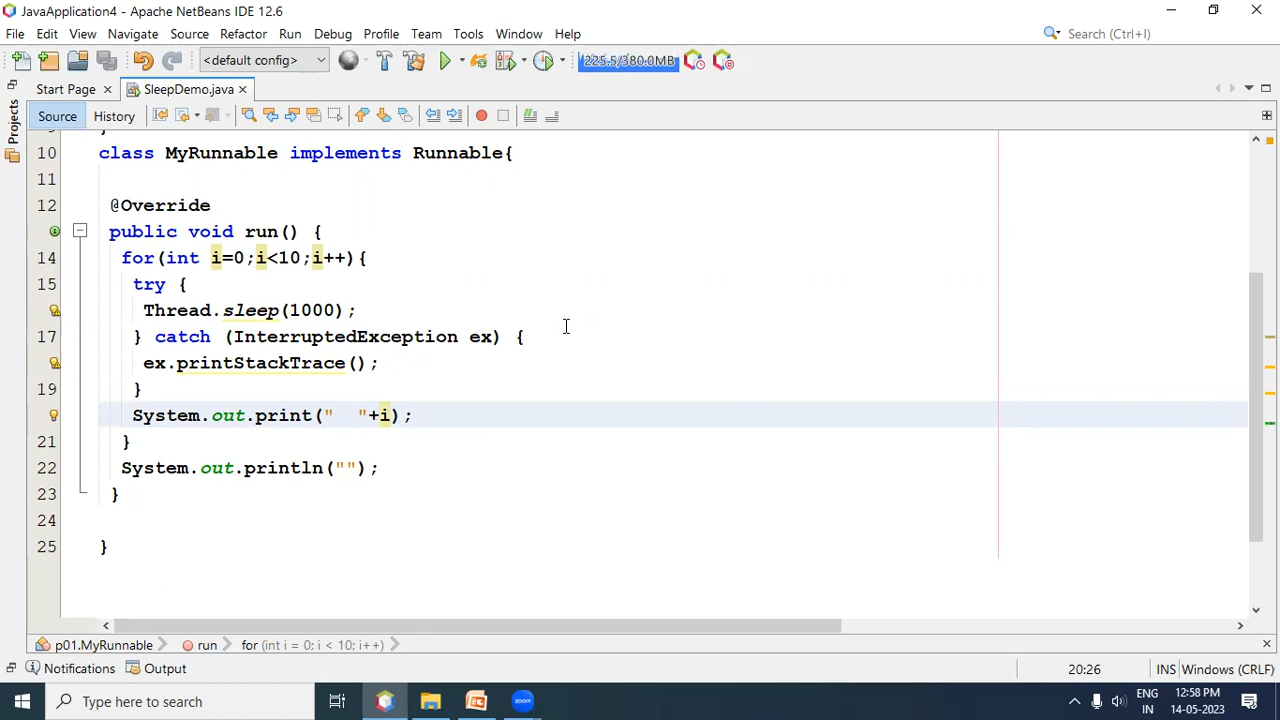 JavaApplication4 - Apache NetBeans IDE 12.6
File Edit View Navigate Source Refactor Run Debug Profile Team Tools Window Help
Search (Ctrl+I)
<default config>
225.5/380.0MB
Start Page
SleepDemo.java
Source History
Projects
10 class MyRunnable implements Runnable{
11
12 @Override
public void run() {
14 for(int i=0;i<10;i++){
15 try {
Thread.sleep(1000);
17 } catch (InterruptedException ex) {
ex.printStackTrace();
19 }
System.out.print("  "+i);
21 }
22 System.out.println("");
23 }
24
25 }
p01.MyRunnable run for (int i = 0; i < 10; i++)
Notifications Output
20:26 INS Windows (CRLF)
Type here to search
zoom
ENG
IN
12:58 PM
14-05-2023